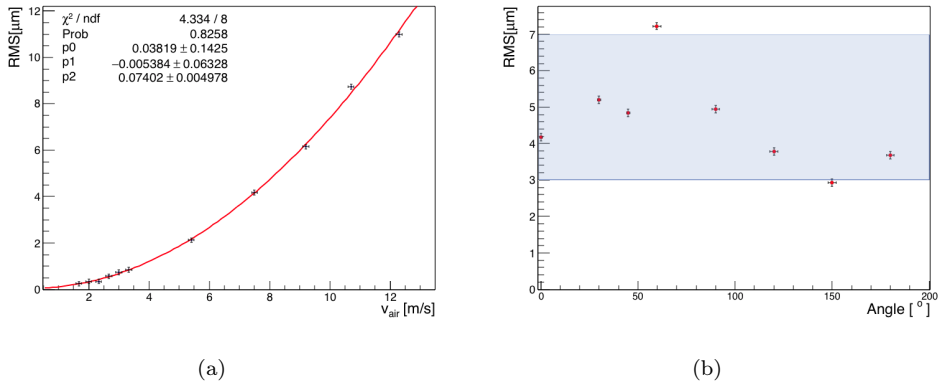 RMS[μm]
12
10
8
6
4
2
0
χ² / ndf 4.334 / 8
Prob 0.8258
p0 0.03819 ± 0.1425
p1 −0.005384 ± 0.06328
p2 0.07402 ± 0.004978
2 4 6 8 10 12
v_air [m/s]
(a)
RMS[μm]
7
6
5
4
3
2
1
0
0 50 100 150 200
Angle [ ° ]
(b)